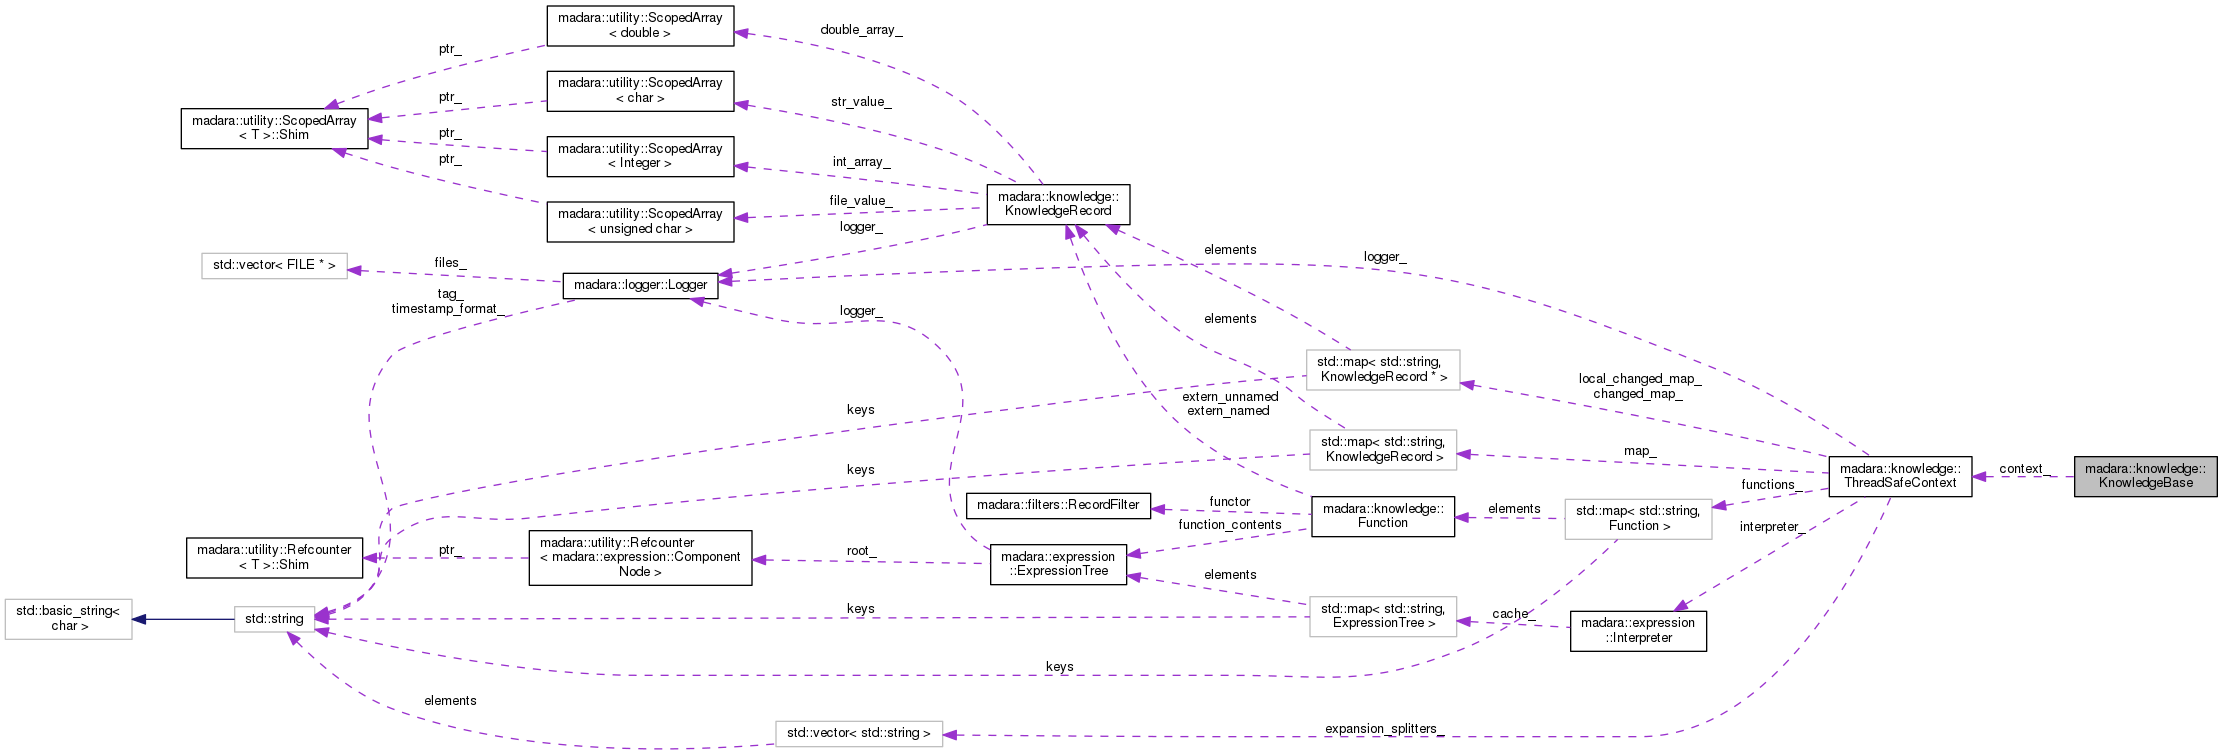 madara::utility::ScopedArray
< double >
double_array_
ptr_
madara::utility::ScopedArray
< char >
str_value_
ptr_
madara::utility::ScopedArray
< T >::Shim
ptr_
madara::utility::ScopedArray
< Integer >
int_array_
ptr_
madara::knowledge::
KnowledgeRecord
file_value_
madara::utility::ScopedArray
< unsigned char >
logger_
elements
logger_
std::vector< FILE * >
files_
madara::logger::Logger
tag_
timestamp_format_
logger_
elements
std::map< std::string,
KnowledgeRecord * >
local_changed_map_
changed_map_
extern_unnamed
extern_named
keys
std::map< std::string,
KnowledgeRecord >
map_
keys
madara::knowledge::
ThreadSafeContext
context_
madara::knowledge::
KnowledgeBase
functions_
madara::filters::RecordFilter
functor
madara::knowledge::
Function
elements
std::map< std::string,
Function >
function_contents
interpreter_
madara::utility::Refcounter
< T >::Shim
ptr_
madara::utility::Refcounter
< madara::expression::Component
Node >
root_
madara::expression
::ExpressionTree
elements
std::basic_string<
char >
std::string
keys
std::map< std::string,
ExpressionTree >
cache_
madara::expression
::Interpreter
keys
elements
std::vector< std::string >
expansion_splitters_